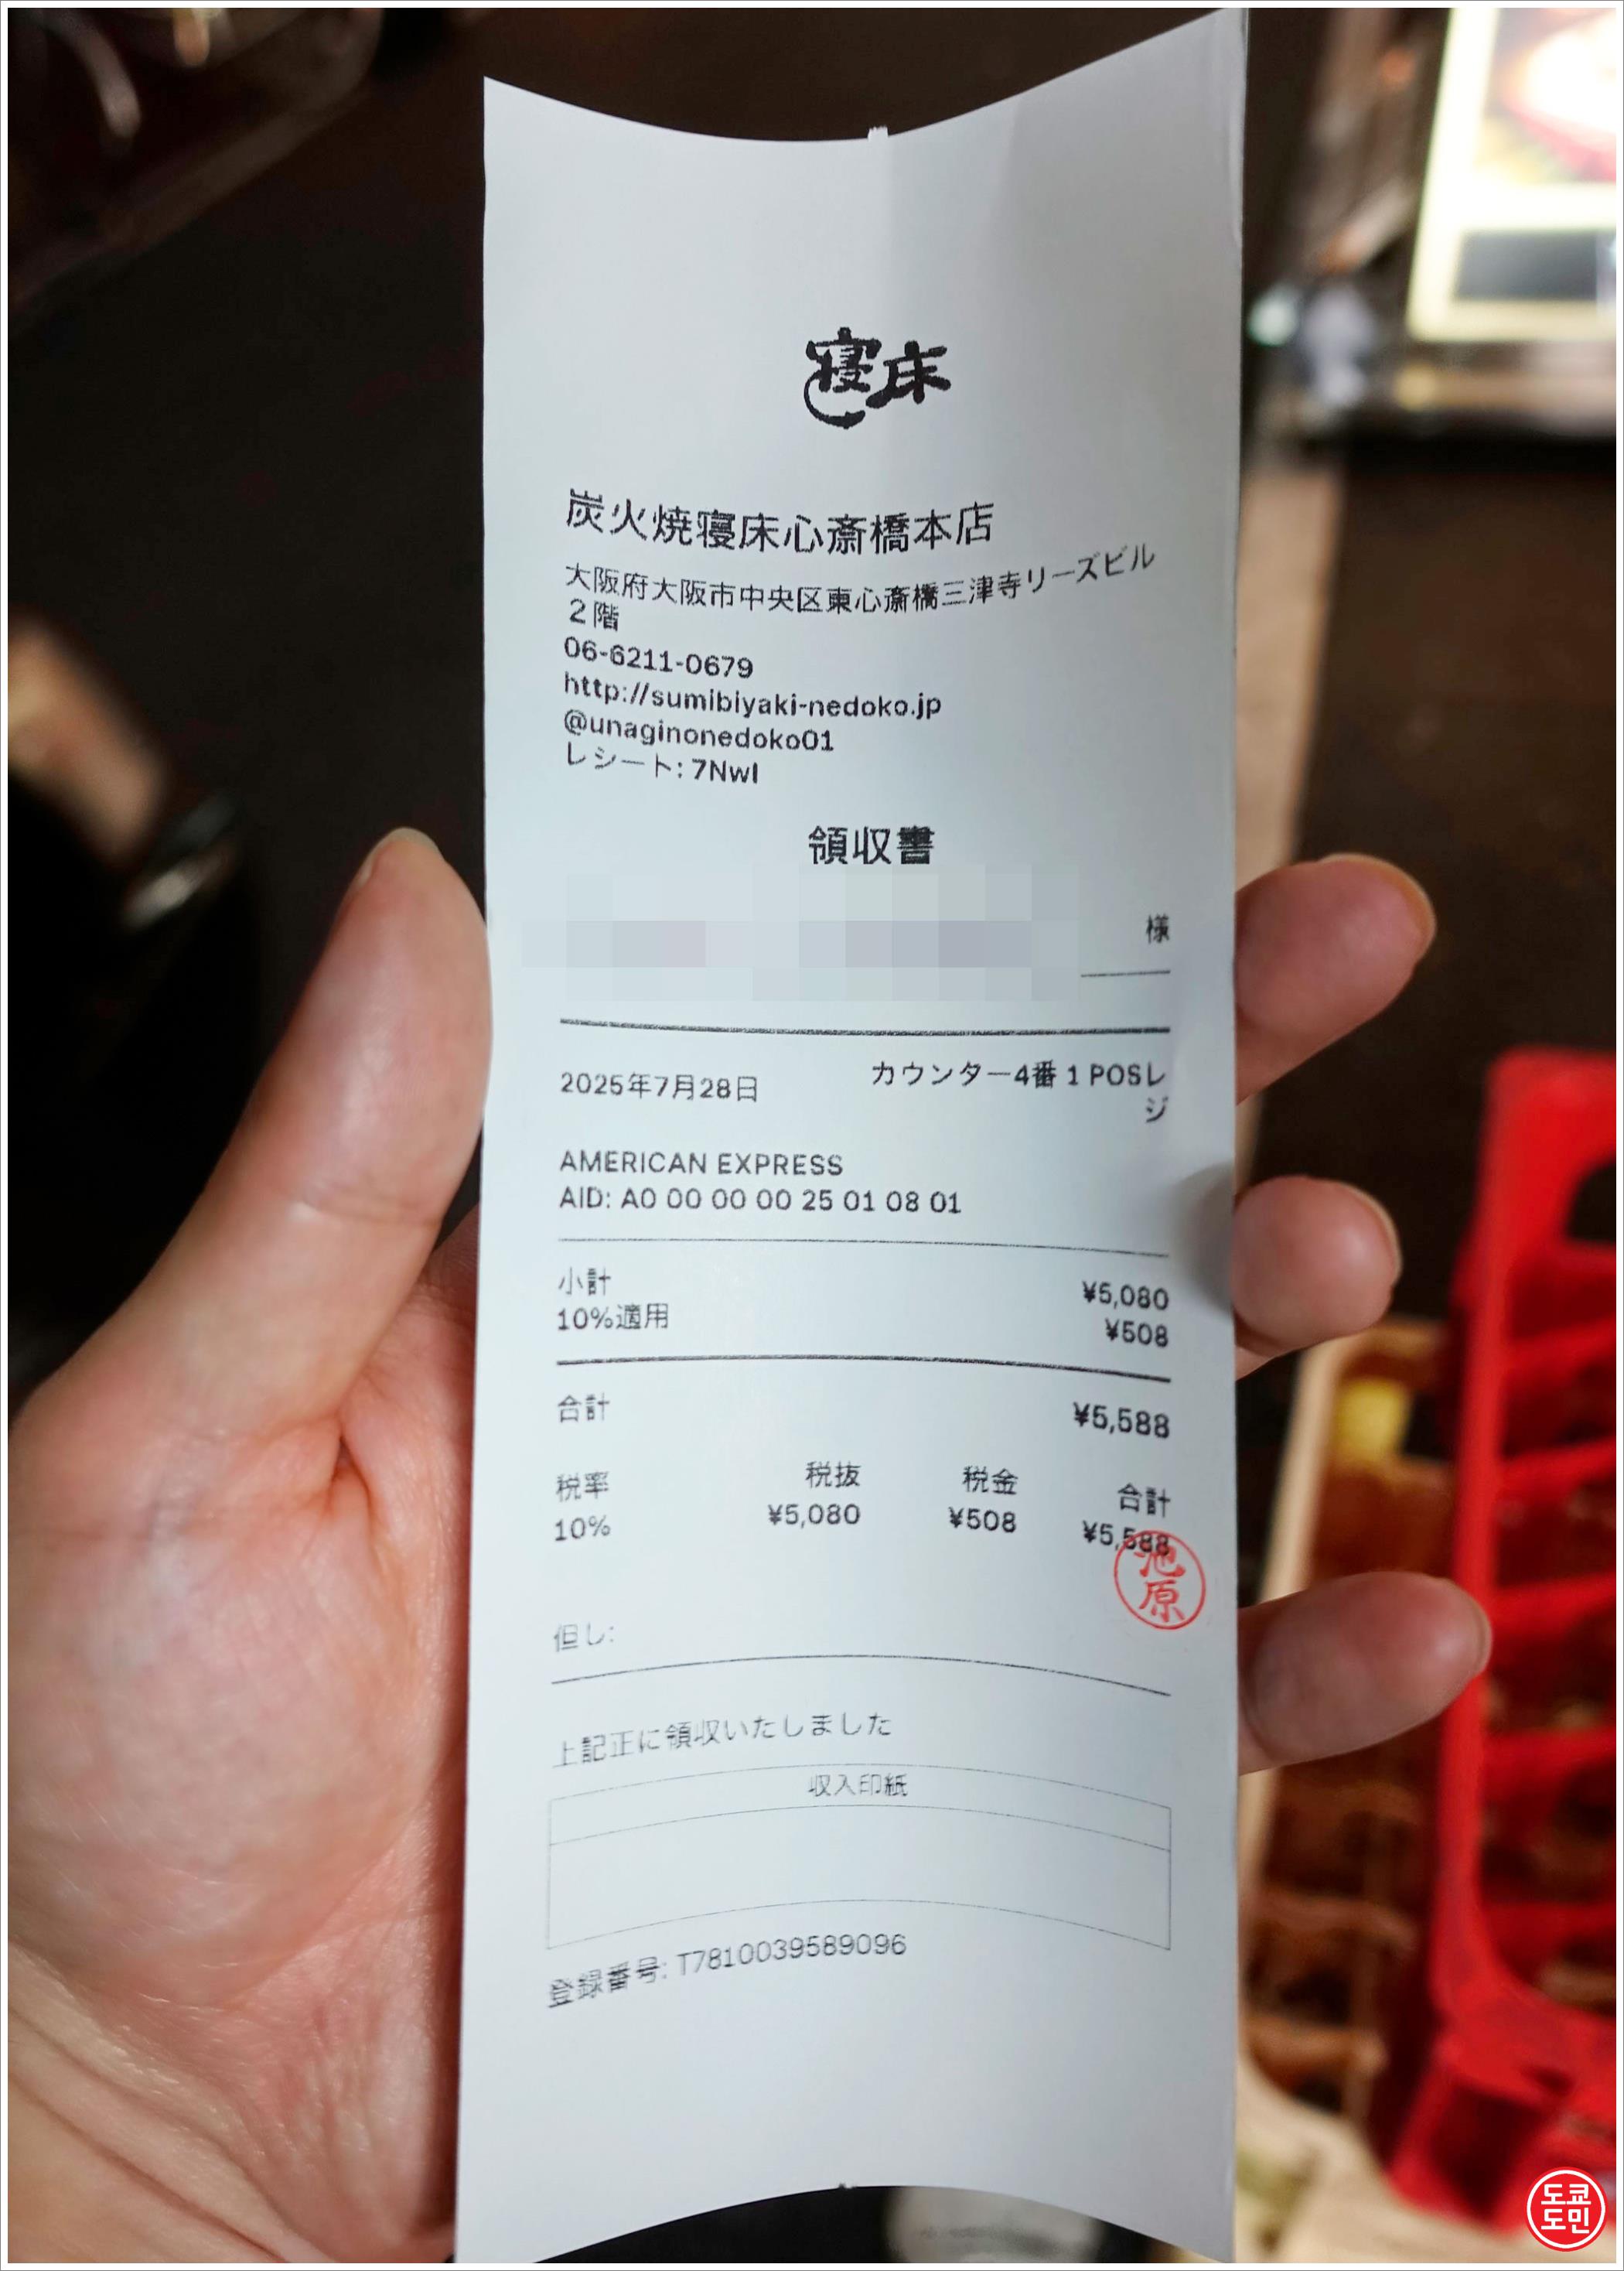 寝床
炭火焼寝床心斎橋本店
大阪府大阪市中央区東心斎橋三津寺リーズビル
2階
06-6211-0679
http://sumibiyaki-nedoko.jp
@unaginonedoko01
レシート: 7NwI
領収書
様
2025年7月28日 カウンター4番 1 POSレ
ジ
AMERICAN EXPRESS
AID: A0 00 00 00 25 01 08 01
小計 ¥5,080
10%適用 ¥508
合計 ¥5,588
税率 税抜 税金 合計
10% ¥5,080 ¥508 ¥5,588
池原
但し:
上記正に領収いたしました
収入印紙
登録番号: T7810039589096
도쿄
도민